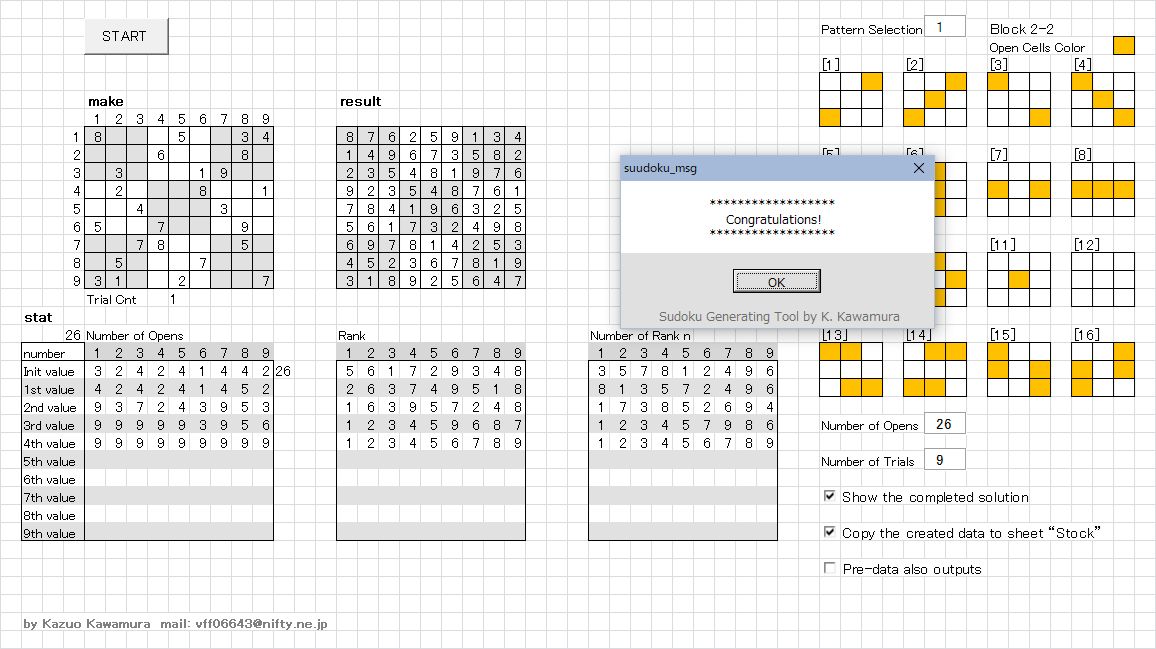 START
Pattern Selection 1 Block 2-2
Open Cells Color
[1] [2] [3] [4]
make result
1 2 3 4 5 6 7 8 9
1 8 5 3 4 8 7 6 2 5 9 1 3 4
2 6 8 1 4 9 6 7 3 5 8 2
3 3 1 9 2 3 5 4 8 1 9 7 6
4 2 8 1 9 2 3 5 4 8 7 6 1
5 4 3 7 8 4 1 9 6 3 2 5
6 5 7 9 5 6 1 7 3 2 4 9 8
7 7 8 5 6 9 7 8 1 4 2 5 3
8 5 7 4 5 2 3 6 7 8 1 9
9 3 1 2 7 3 1 8 9 2 5 6 4 7
Trial Cnt 1
suudoku_msg
******************
Congratulations!
******************
OK
Sudoku Generating Tool by K. Kawamura
[5] [6] [7] [8]
[11] [12]
[13] [14] [15] [16]
stat
26 Number of Opens Rank Number of Rank n
number 1 2 3 4 5 6 7 8 9 1 2 3 4 5 6 7 8 9 1 2 3 4 5 6 7 8 9
Init value 3 2 4 2 4 1 4 4 2 26 5 6 1 7 2 9 3 4 8 3 5 7 8 1 2 4 9 6
1st value 4 2 4 2 4 1 4 5 2 2 6 3 7 4 9 5 1 8 8 1 3 5 7 2 4 9 6
2nd value 9 3 7 2 4 3 9 5 3 1 6 3 9 5 7 2 4 8 1 7 3 8 5 2 6 9 4
3rd value 9 9 9 9 9 3 9 5 6 1 2 3 4 5 9 6 8 7 1 2 3 4 5 7 9 8 6
4th value 9 9 9 9 9 9 9 9 9 1 2 3 4 5 6 7 8 9 1 2 3 4 5 6 7 8 9
5th value
6th value
7th value
8th value
9th value
Number of Opens 26
Number of Trials 9
Show the completed solution
Copy the created data to sheet “Stock”
Pre-data also outputs
by Kazuo Kawamura mail: vff06643@nifty.ne.jp